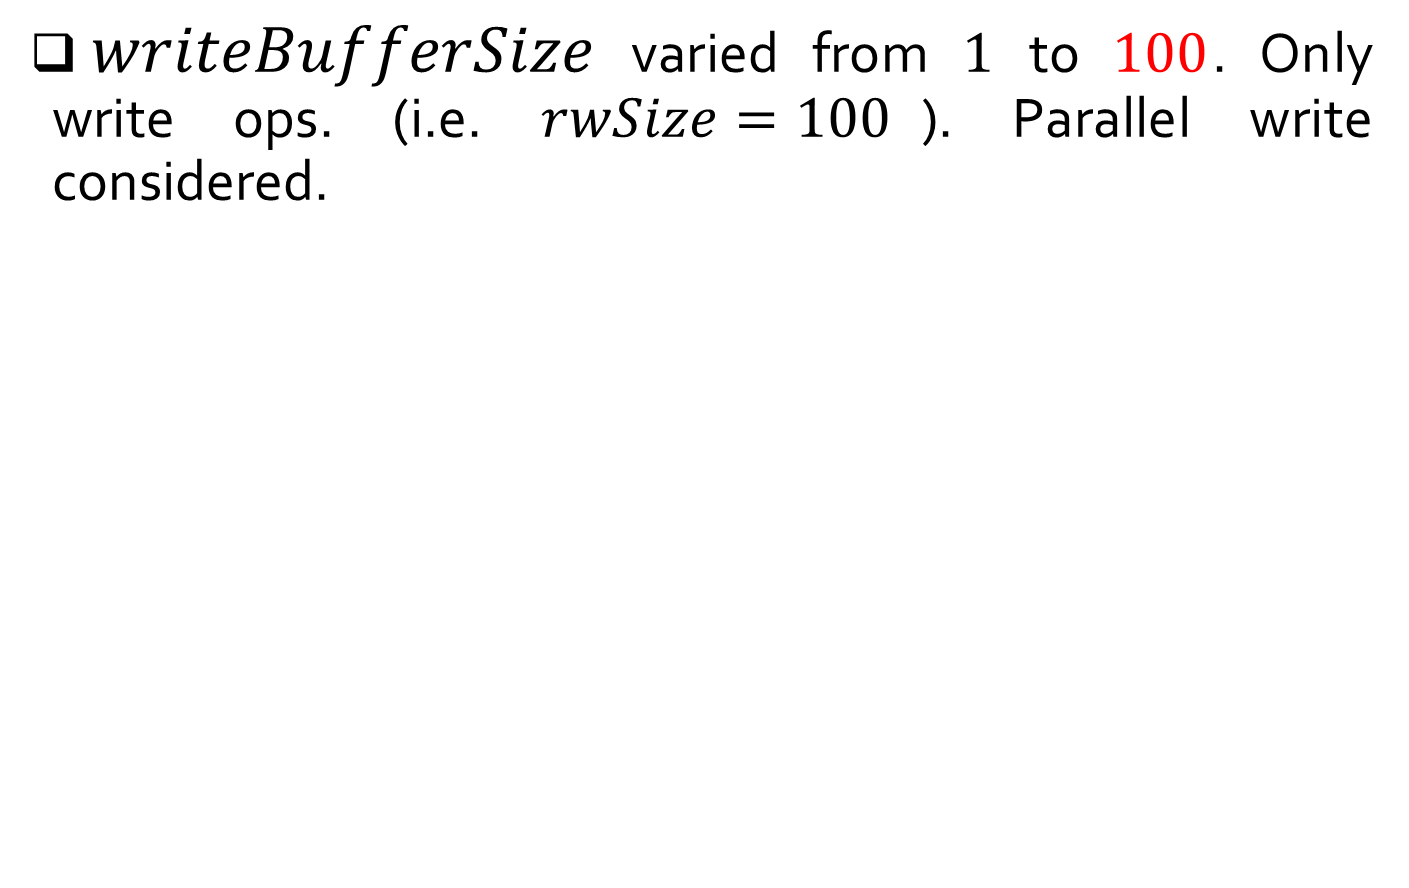 ❑ writeBufferSize varied from 1 to 100. Only
write ops. (i.e. rwSize = 100 ). Parallel write
considered.